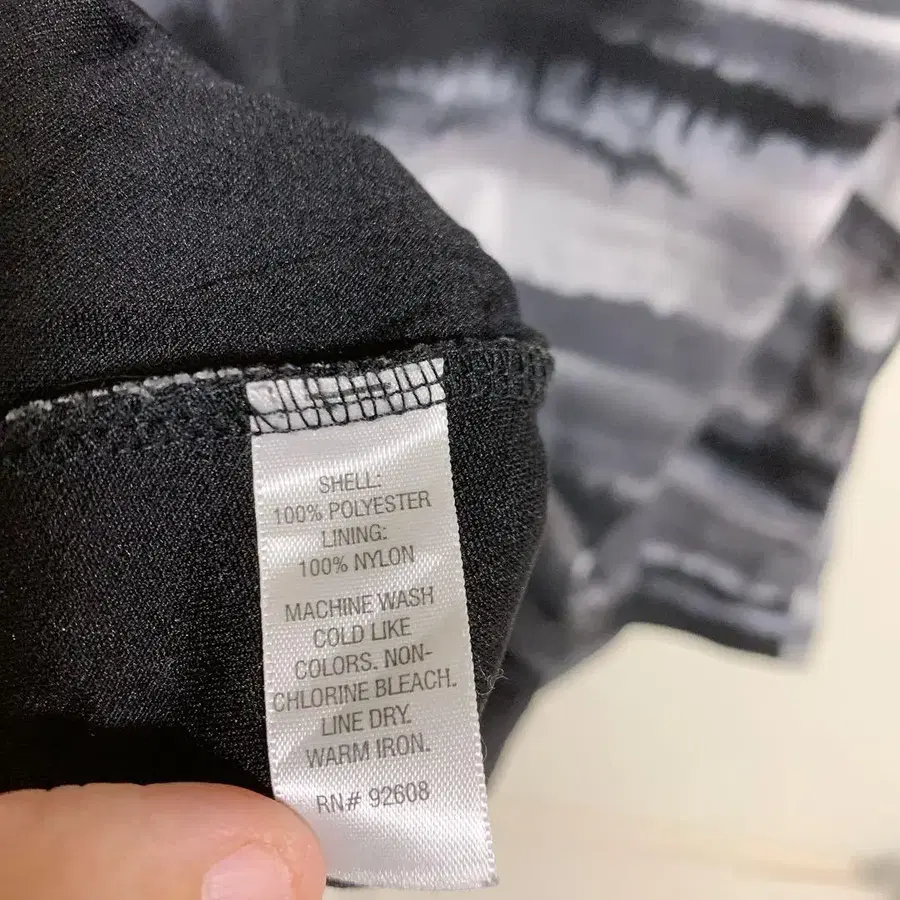 SHELL:
100% POLYESTER
LINING:
100% NYLON
MACHINE WASH
COLD LIKE
COLORS. NON-
CHLORINE BLEACH.
LINE DRY.
WARM IRON.
RN# 92608